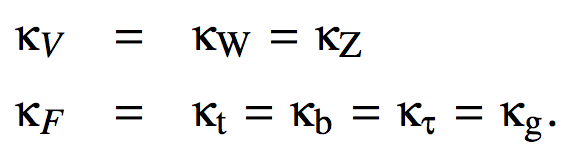 κ_V = κ_W = κ_Z
κ_F = κ_t = κ_b = κ_τ = κ_g.